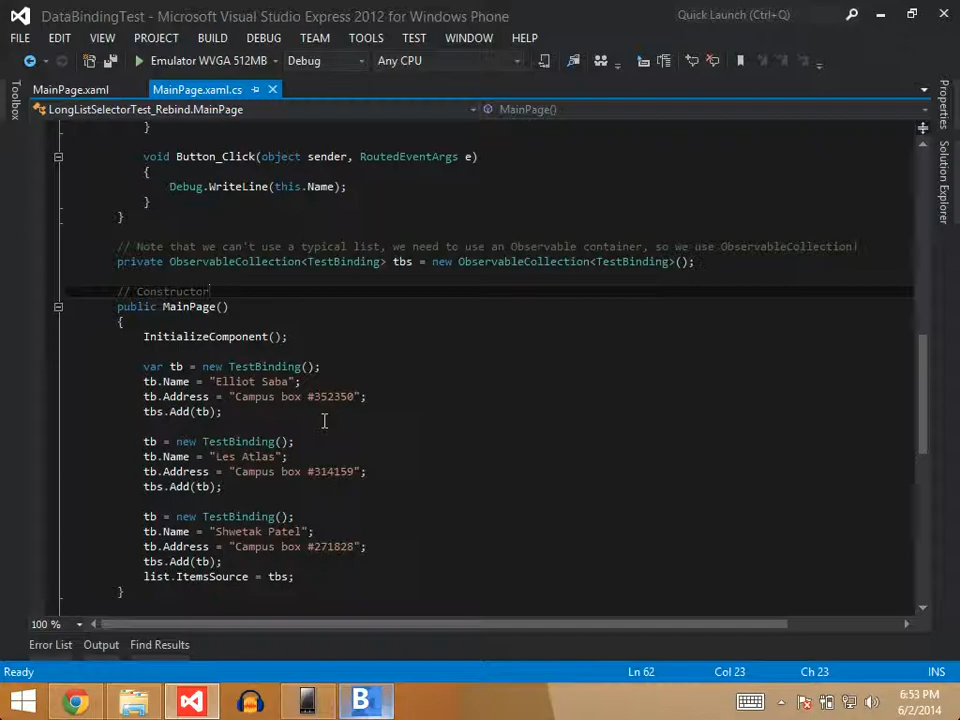 DataBindingTest - Microsoft Visual Studio Express 2012 for Windows Phone
Quick Launch (Ctrl+Q)
FILE EDIT VIEW PROJECT BUILD DEBUG TEAM TOOLS TEST WINDOW HELP
Emulator WVGA 512MB Debug Any CPU
Toolbox
MainPage.xaml MainPage.xaml.cs
Properties
Solution Explorer
LongListSelectorTest_Rebind.MainPage MainPage()
}
void Button_Click(object sender, RoutedEventArgs e)
{
Debug.WriteLine(this.Name);
}
}
// Note that we can't use a typical list, we need to use an Observable container, so we use ObservableCollection!
private ObservableCollection<TestBinding> tbs = new ObservableCollection<TestBinding>();
// Constructor
public MainPage()
{
InitializeComponent();
var tb = new TestBinding();
tb.Name = "Elliot Saba";
tb.Address = "Campus box #352350";
tbs.Add(tb);
tb = new TestBinding();
tb.Name = "Les Atlas";
tb.Address = "Campus box #314159";
tbs.Add(tb);
tb = new TestBinding();
tb.Name = "Shwetak Patel";
tb.Address = "Campus box #271828";
tbs.Add(tb);
list.ItemsSource = tbs;
}
100 %
Error List Output Find Results
Ready Ln 62 Col 23 Ch 23 INS
B
6:53 PM
6/2/2014